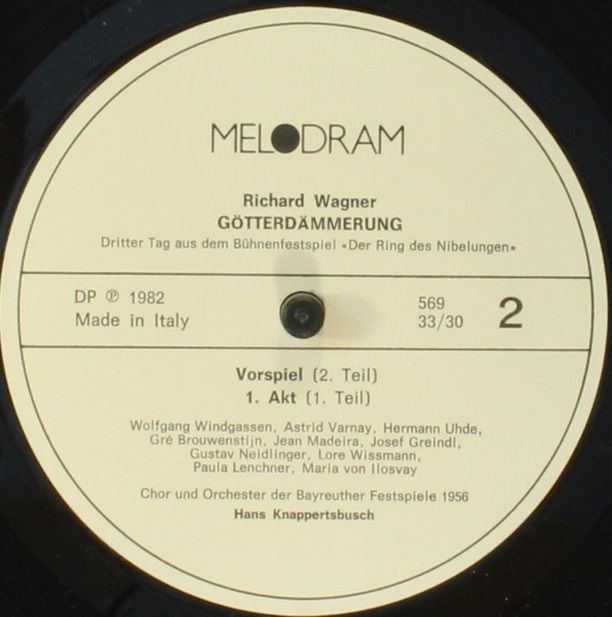 MELODRAM
Richard Wagner
GÖTTERDÄMMERUNG
Dritter Tag aus dem Bühnenfestspiel «Der Ring des Nibelungen»
DP ℗ 1982
Made in Italy
569
33/30
2
Vorspiel (2. Teil)
1. Akt (1. Teil)
Wolfgang Windgassen, Astrid Varnay, Hermann Uhde,
Gré Brouwenstijn, Jean Madeira, Josef Greindl,
Gustav Neidlinger, Lore Wissmann,
Paula Lenchner, Maria von Ilosvay
Chor und Orchester der Bayreuther Festspiele 1956
Hans Knappertsbusch